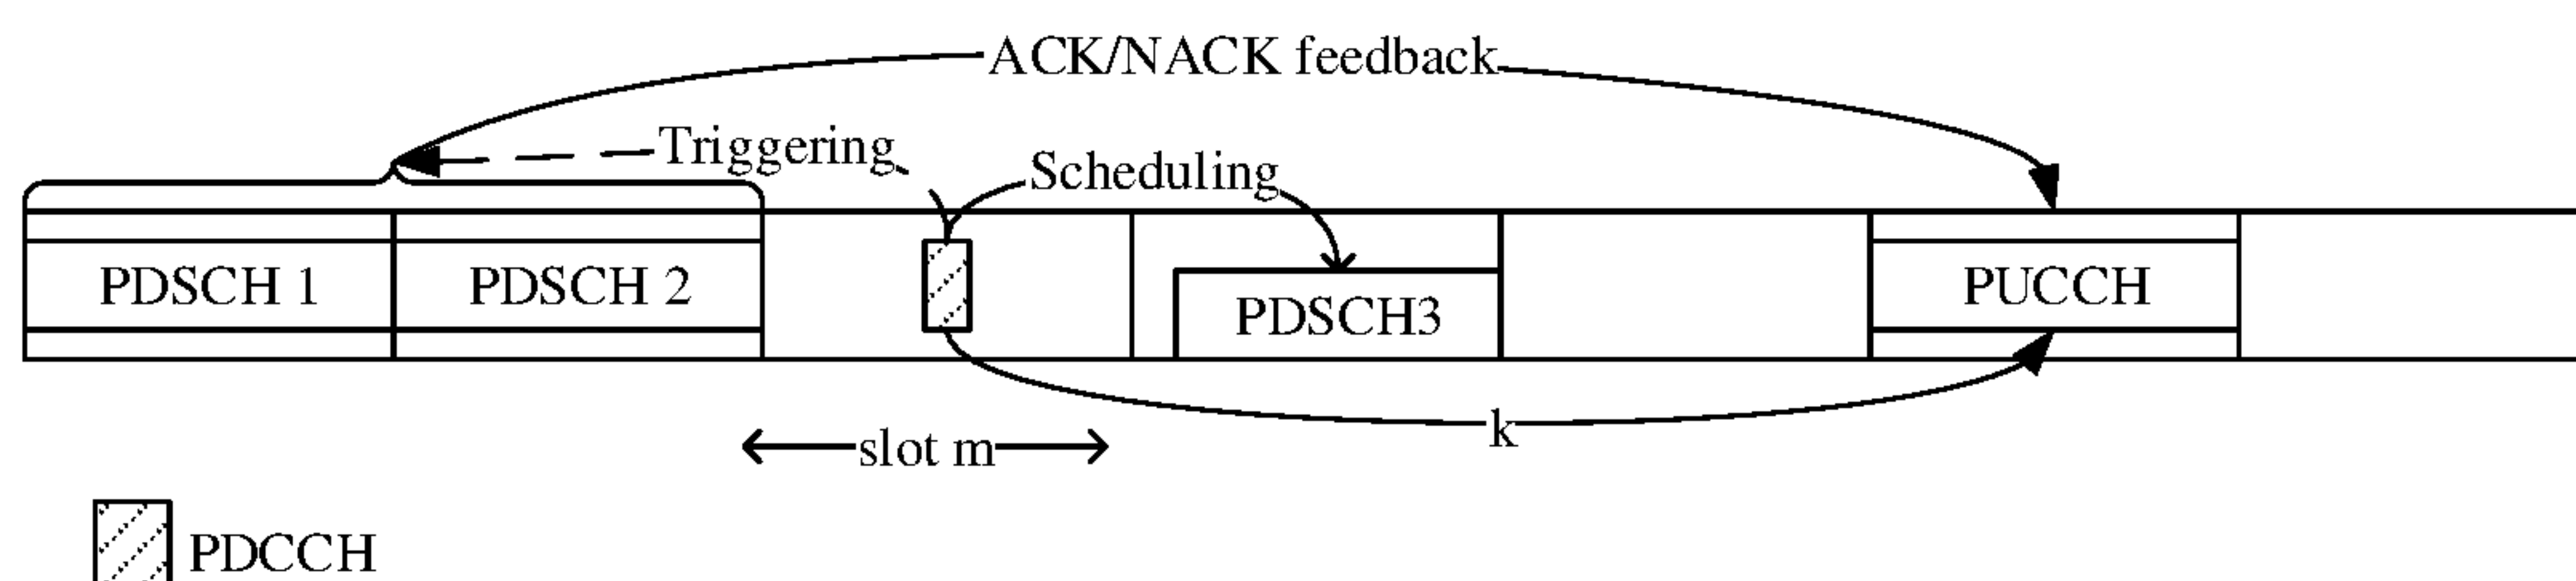 ACK/NACK feedback
Triggering
Scheduling
PDSCH 1
PDSCH 2
PDSCH3
PUCCH
k
slot m
PDCCH